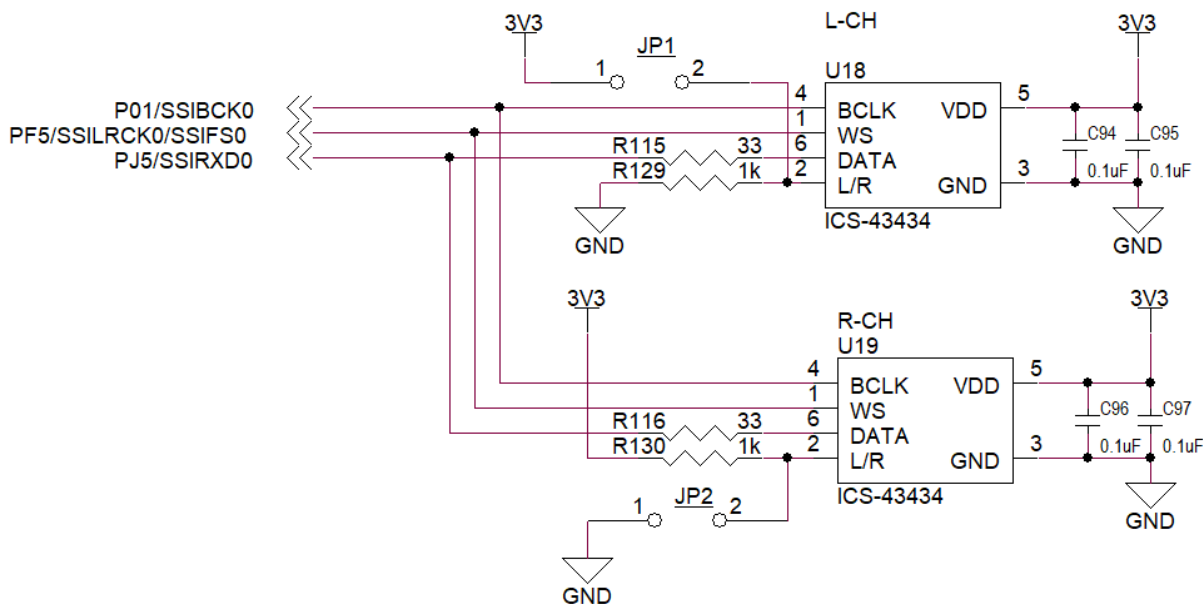 L-CH
3V3
JP1
3V3
1
2
U18
P01/SSIBCK0
4
BCLK
VDD
5
PF5/SSILRCK0/SSIFS0
1
WS
C94
C95
PJ5/SSIRXD0
R115
33
6
DATA
0.1uF
0.1uF
R129
1k
2
L/R
GND
3
ICS-43434
GND
GND
3V3
3V3
R-CH
U19
4
BCLK
VDD
5
1
WS
C96
C97
R116
33
6
DATA
0.1uF
0.1uF
R130
1k
2
L/R
GND
3
1
JP2
2
ICS-43434
GND
GND